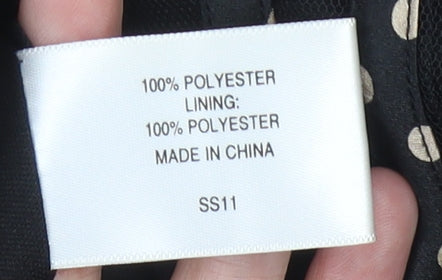 100% POLYESTER
LINING:
100% POLYESTER
MADE IN CHINA
SS11